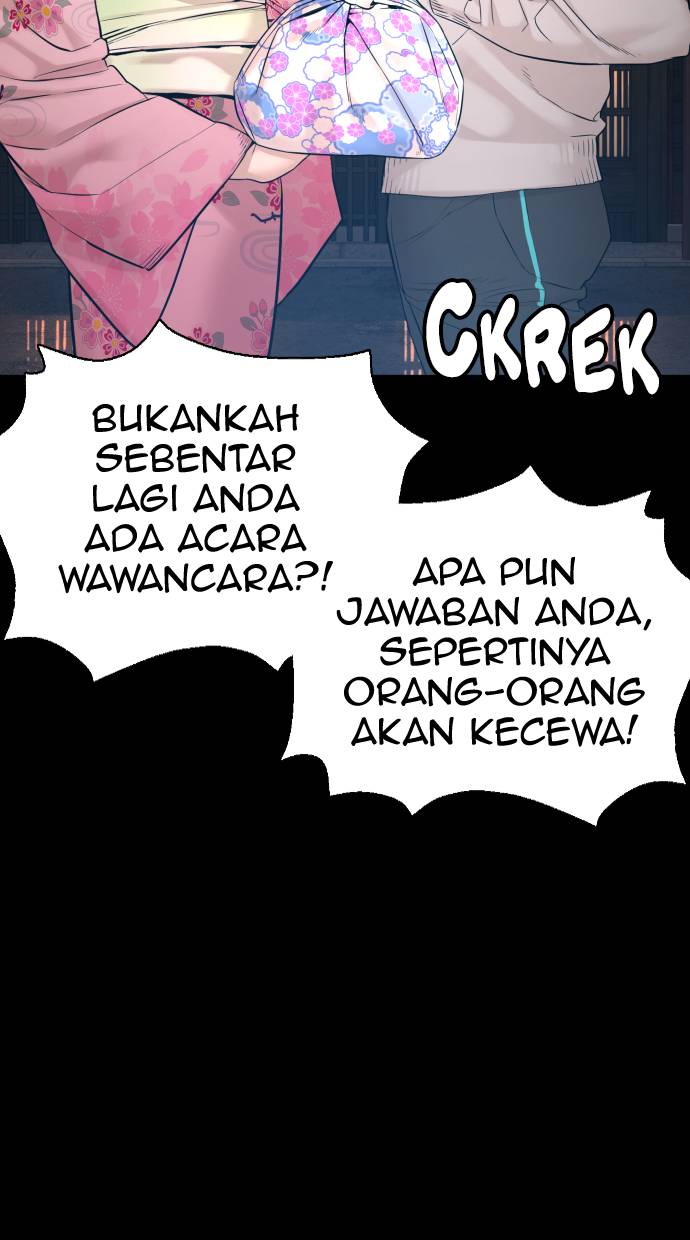 CKREK
BUKANKAH
SEBENTAR
LAGI ANDA
ADA ACARA
WAWANCARA?!
APA PUN
JAWABAN ANDA,
SEPERTINYA
ORANG-ORANG
AKAN KECEWA!